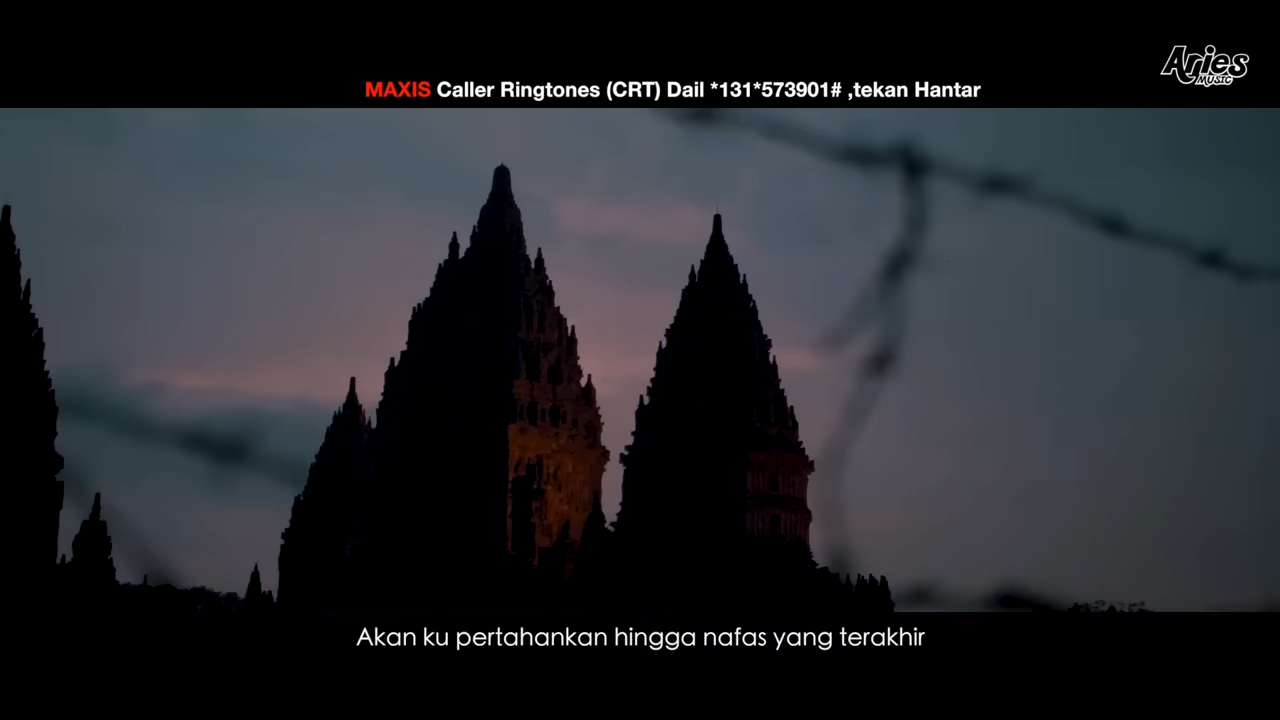 Aries
MUSIC
MAXIS Caller Ringtones (CRT) Dail *131*573901# ,tekan Hantar
Akan ku pertahankan hingga nafas yang terakhir